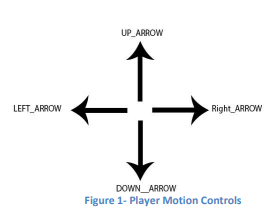 UP_ARROW
LEFT_ARROW
Right_ARROW
DOWN__ARROW
Figure 1- Player Motion Controls